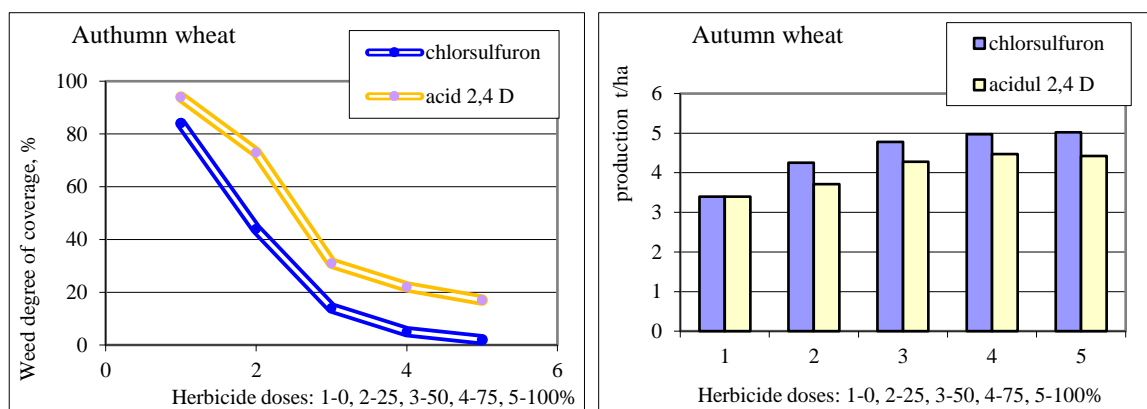 Authumn wheat
chlorsulfuron
acid 2,4 D
Weed degree of coverage, %
100
80
60
40
20
0
0 2 4 6
Herbicide doses: 1-0, 2-25, 3-50, 4-75, 5-100%
Autumn wheat
chlorsulfuron
acidul 2,4 D
production t/ha
6
5
4
3
2
1
0
1 2 3 4 5
Herbicide doses: 1-0, 2-25, 3-50, 4-75, 5-100%